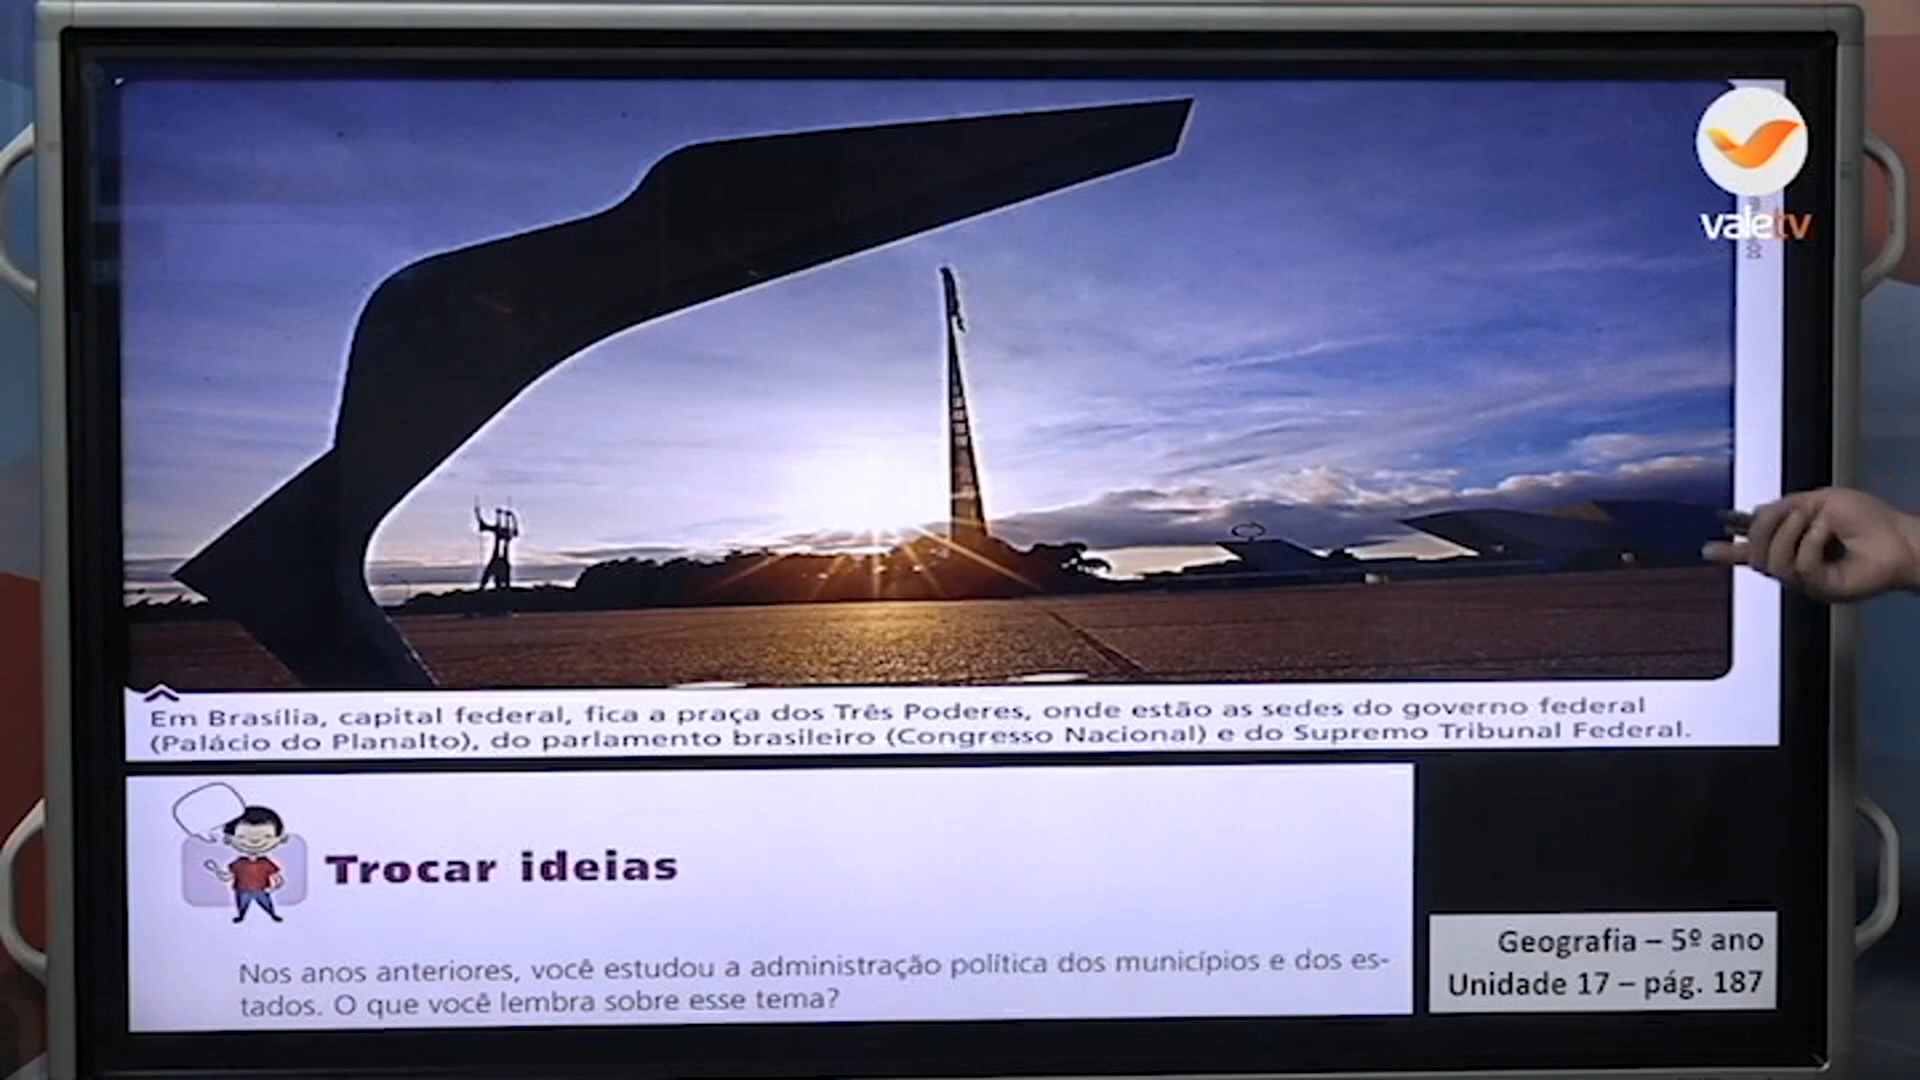 valetv
Em Brasília, capital federal, fica a praça dos Três Poderes, onde estão as sedes do governo federal
(Palácio do Planalto), do parlamento brasileiro (Congresso Nacional) e do Supremo Tribunal Federal.
Trocar ideias
Nos anos anteriores, você estudou a administração política dos municípios e dos es-
tados. O que você lembra sobre esse tema?
Geografia – 5º ano
Unidade 17 – pág. 187